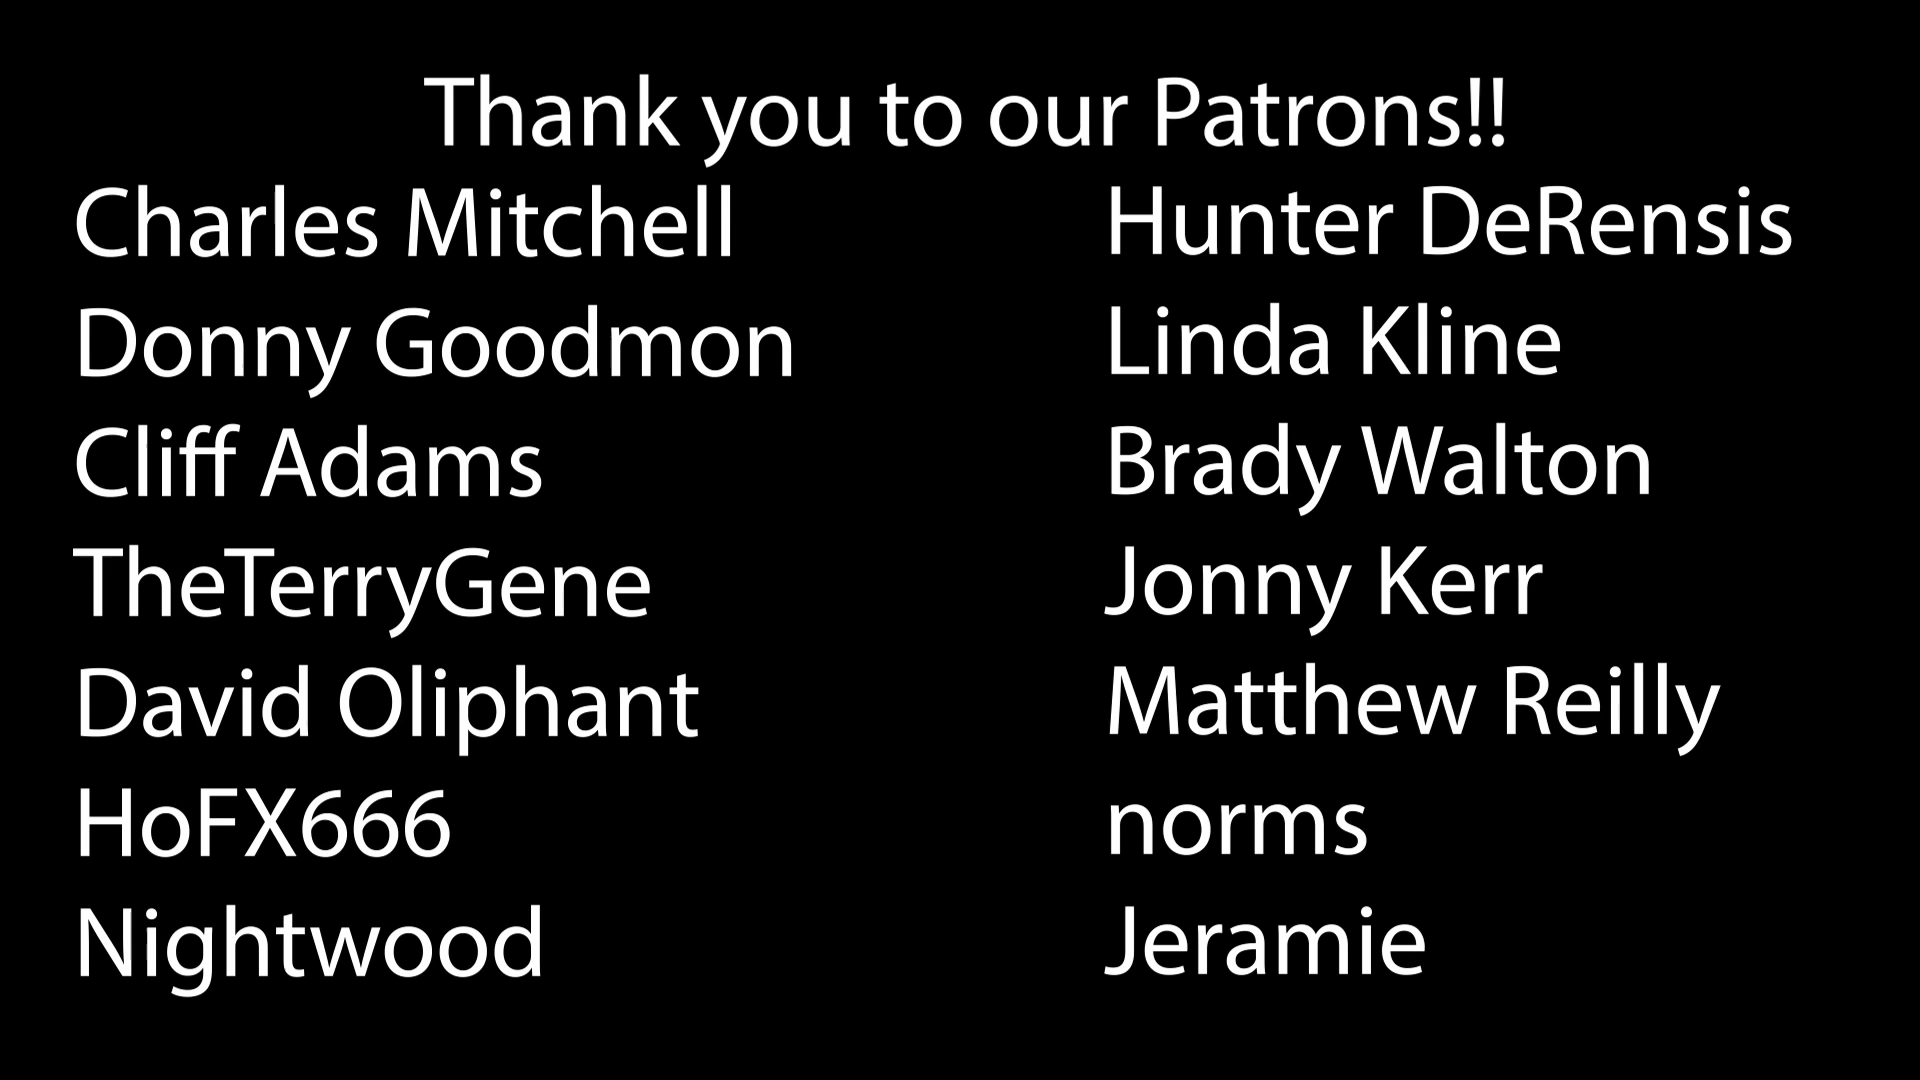 Thank you to our Patrons!!
Charles Mitchell
Donny Goodmon
Cliff Adams
TheTerryGene
David Oliphant
HoFX666
Nightwood
Hunter DeRensis
Linda Kline
Brady Walton
Jonny Kerr
Matthew Reilly
norms
Jeramie